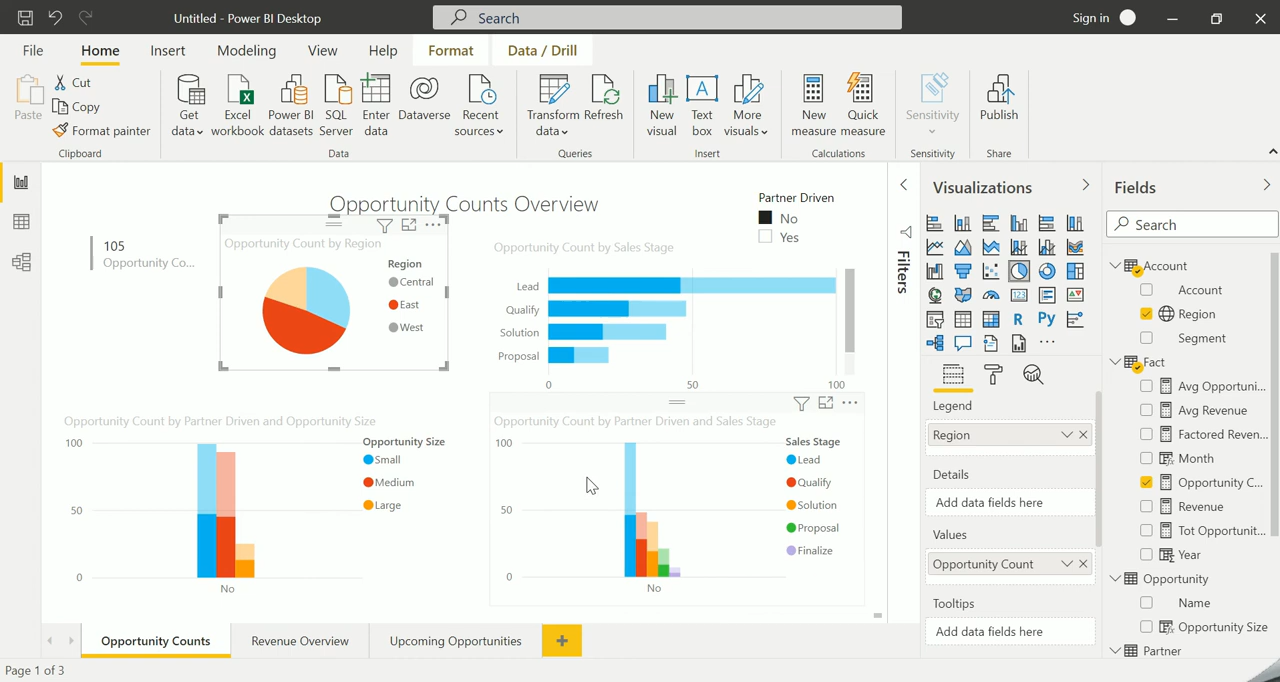 Untitled - Power BI Desktop
Search
Sign in
File
Home
Insert
Modeling
View
Help
Format
Data / Drill
Paste
Cut
Copy
Format painter
Clipboard
Get data
Excel workbook
Power BI datasets
SQL Server
Enter data
Dataverse
Recent sources
Data
Transform data
Refresh
Queries
New visual
A
Text box
More visuals
Insert
New measure
Quick measure
Calculations
Sensitivity
Sensitivity
Publish
Share
Opportunity Counts Overview
105
Opportunity Co...
Opportunity Count by Region
Region
Central
East
West
Opportunity Count by Sales Stage
Lead
Qualify
Solution
Proposal
0
50
100
Partner Driven
No
Yes
Opportunity Count by Partner Driven and Opportunity Size
100
50
0
No
Opportunity Size
Small
Medium
Large
Opportunity Count by Partner Driven and Sales Stage
100
50
0
No
Sales Stage
Lead
Qualify
Solution
Proposal
Finalize
Filters
Visualizations
123
R
Py
Legend
Region
Details
Add data fields here
Values
Opportunity Count
Tooltips
Add data fields here
Fields
Search
Account
Account
Region
Segment
Fact
Avg Opportuni...
Avg Revenue
Factored Reven...
Month
Opportunity C...
Revenue
Tot Opportunit...
Year
Opportunity
Name
Opportunity Size
Partner
Opportunity Counts
Revenue Overview
Upcoming Opportunities
Page 1 of 3